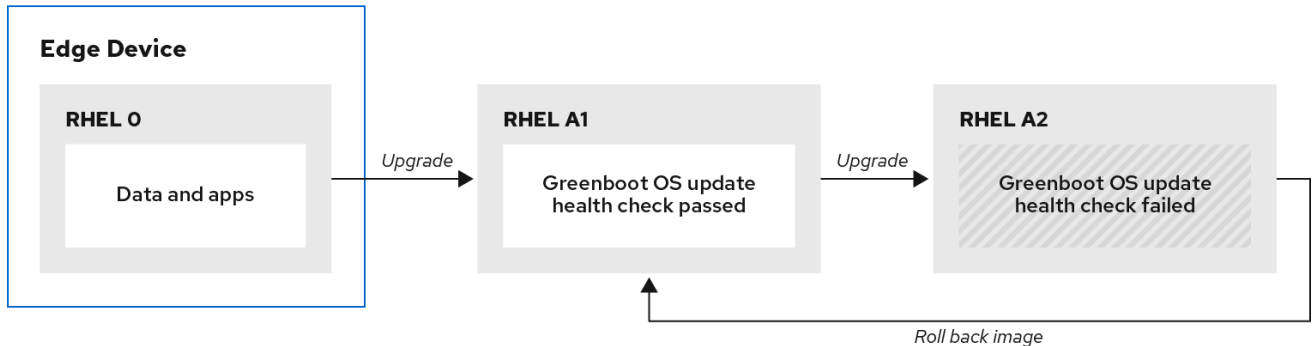 Edge Device
RHEL 0
Data and apps
Upgrade
RHEL A1
Greenboot OS update
health check passed
Upgrade
RHEL A2
Greenboot OS update
health check failed
Roll back image